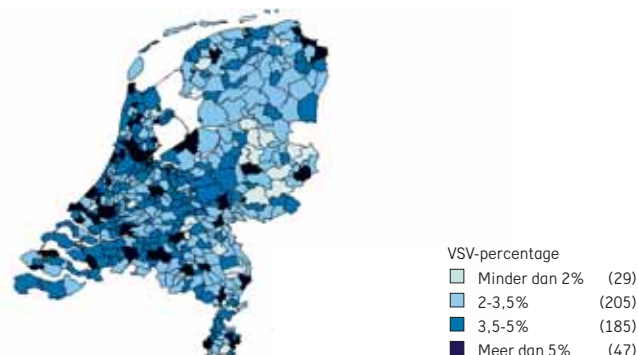 VSV-percentage
Minder dan 2% (29)
2-3,5% (205)
3,5-5% (185)
Meer dan 5% (47)